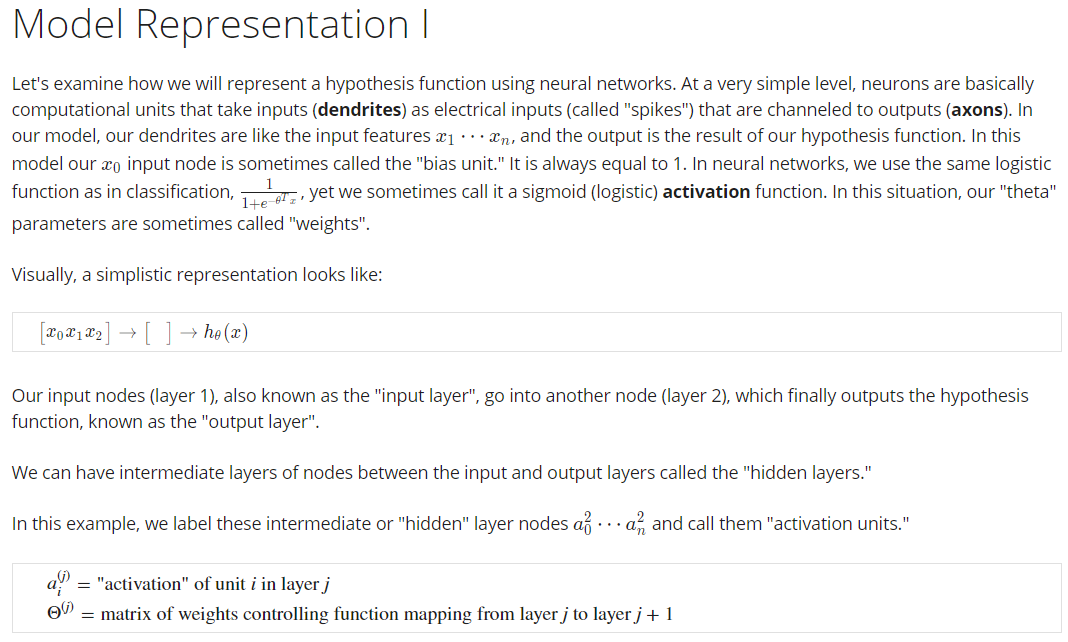 Model Representation I
Let's examine how we will represent a hypothesis function using neural networks. At a very simple level, neurons are basically
computational units that take inputs (dendrites) as electrical inputs (called "spikes") that are channeled to outputs (axons). In
our model, our dendrites are like the input features x₁ ⋯ xₙ, and the output is the result of our hypothesis function. In this
model our x₀ input node is sometimes called the "bias unit." It is always equal to 1. In neural networks, we use the same logistic
function as in classification, 1/(1+e^(-θᵀx)), yet we sometimes call it a sigmoid (logistic) activation function. In this situation, our "theta"
parameters are sometimes called "weights".
Visually, a simplistic representation looks like:
[x₀x₁x₂] → [ ] → h_θ(x)
Our input nodes (layer 1), also known as the "input layer", go into another node (layer 2), which finally outputs the hypothesis
function, known as the "output layer".
We can have intermediate layers of nodes between the input and output layers called the "hidden layers."
In this example, we label these intermediate or "hidden" layer nodes a₀² ⋯ aₙ² and call them "activation units."
aᵢ⁽ʲ⁾ = "activation" of unit i in layer j
Θ⁽ʲ⁾ = matrix of weights controlling function mapping from layer j to layer j + 1